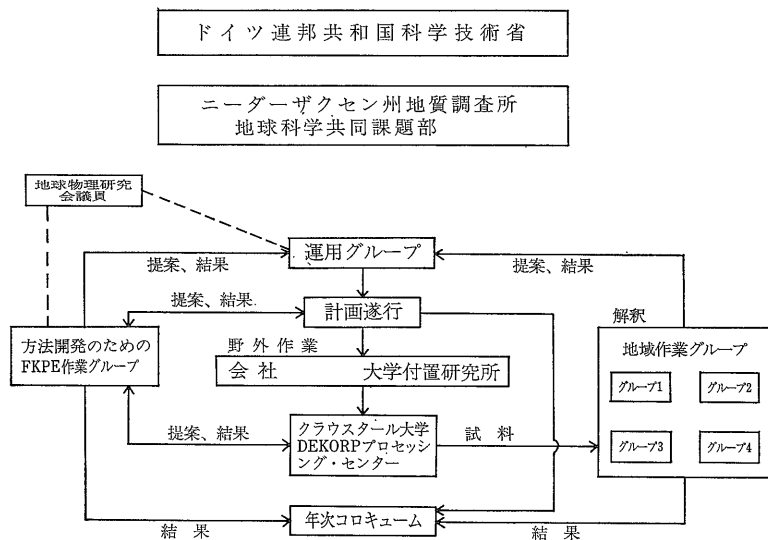 ドイツ連邦共和国科学技術省
ニーダーザクセン州地質調査所
地球科学共同課題部
地球物理研究
会議員
運用グループ
提案、結果
提案、結果
提案、結果
計画遂行
解釈
方法開発のための
FKPE作業グループ
野外作業
会社 大学付置研究所
地域作業グループ
グループ1 グループ2
グループ3 グループ4
提案、結果
クラウスタール大学
DEKORPプロセッシ
ング・センター
試料
年次コロキューム
結果
結果